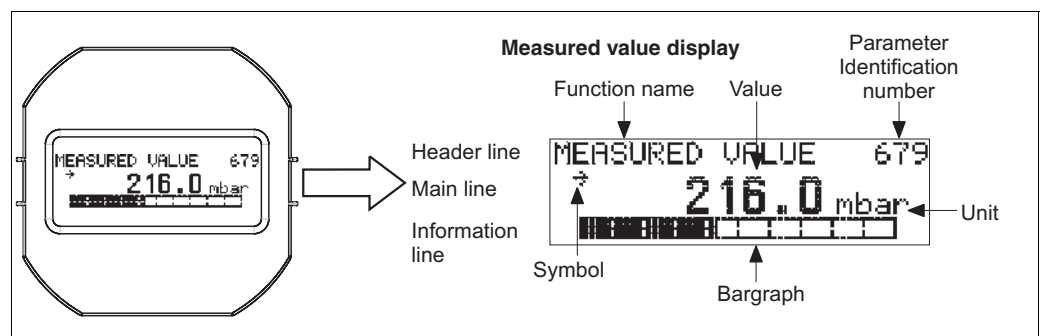 Measured value display
Parameter
Identification
number
Function name
Value
MEASURED VALUE 679
216.0 mbar
Header line
Main line
Information
line
MEASURED VALUE 679
216.0 mbar
Unit
Symbol
Bargraph